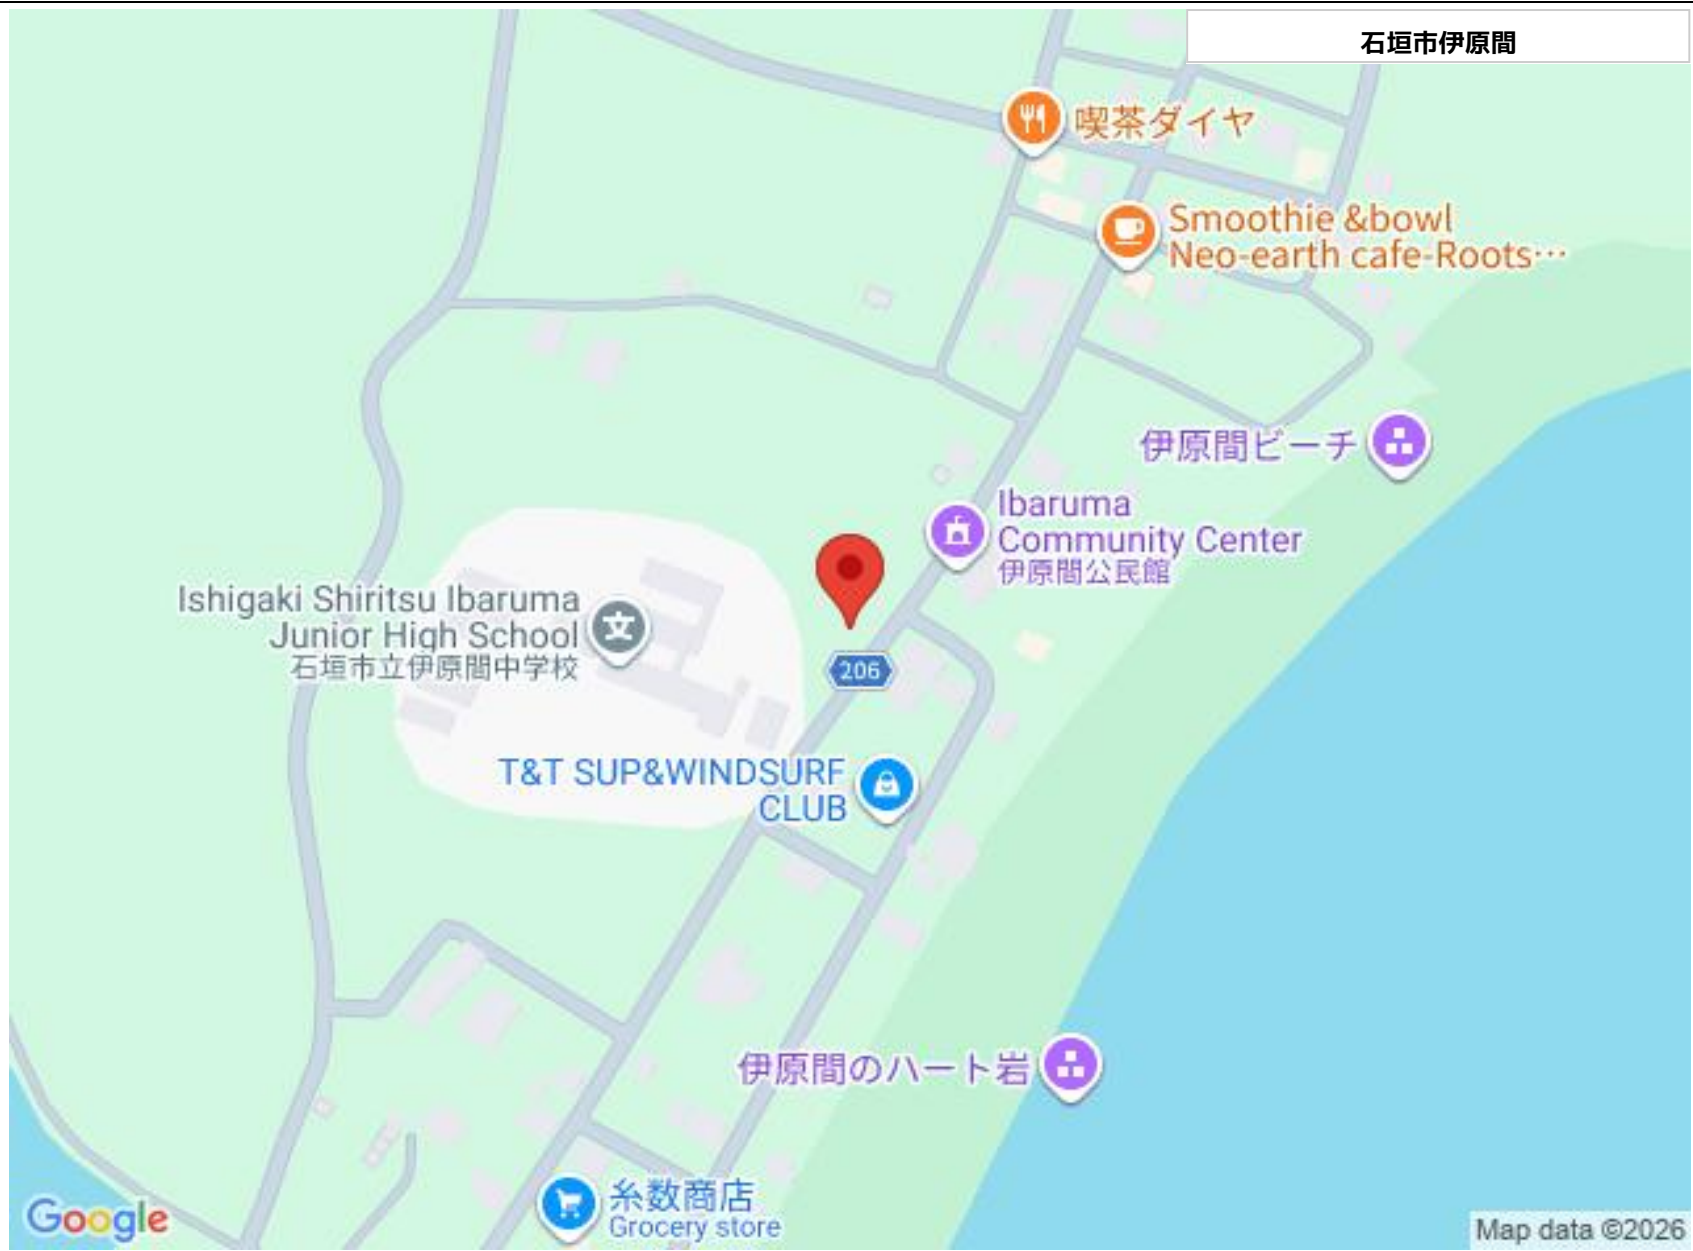 石垣市伊原間
喫茶ダイヤ
Smoothie &bowl
Neo-earth cafe-Roots…
伊原間ビーチ
Ibaruma
Community Center
伊原間公民館
Ishigaki Shiritsu Ibaruma
Junior High School
石垣市立伊原間中学校
文
206
T&T SUP&WINDSURF
CLUB
伊原間のハート岩
糸数商店
Grocery store
Google
Map data ©2026